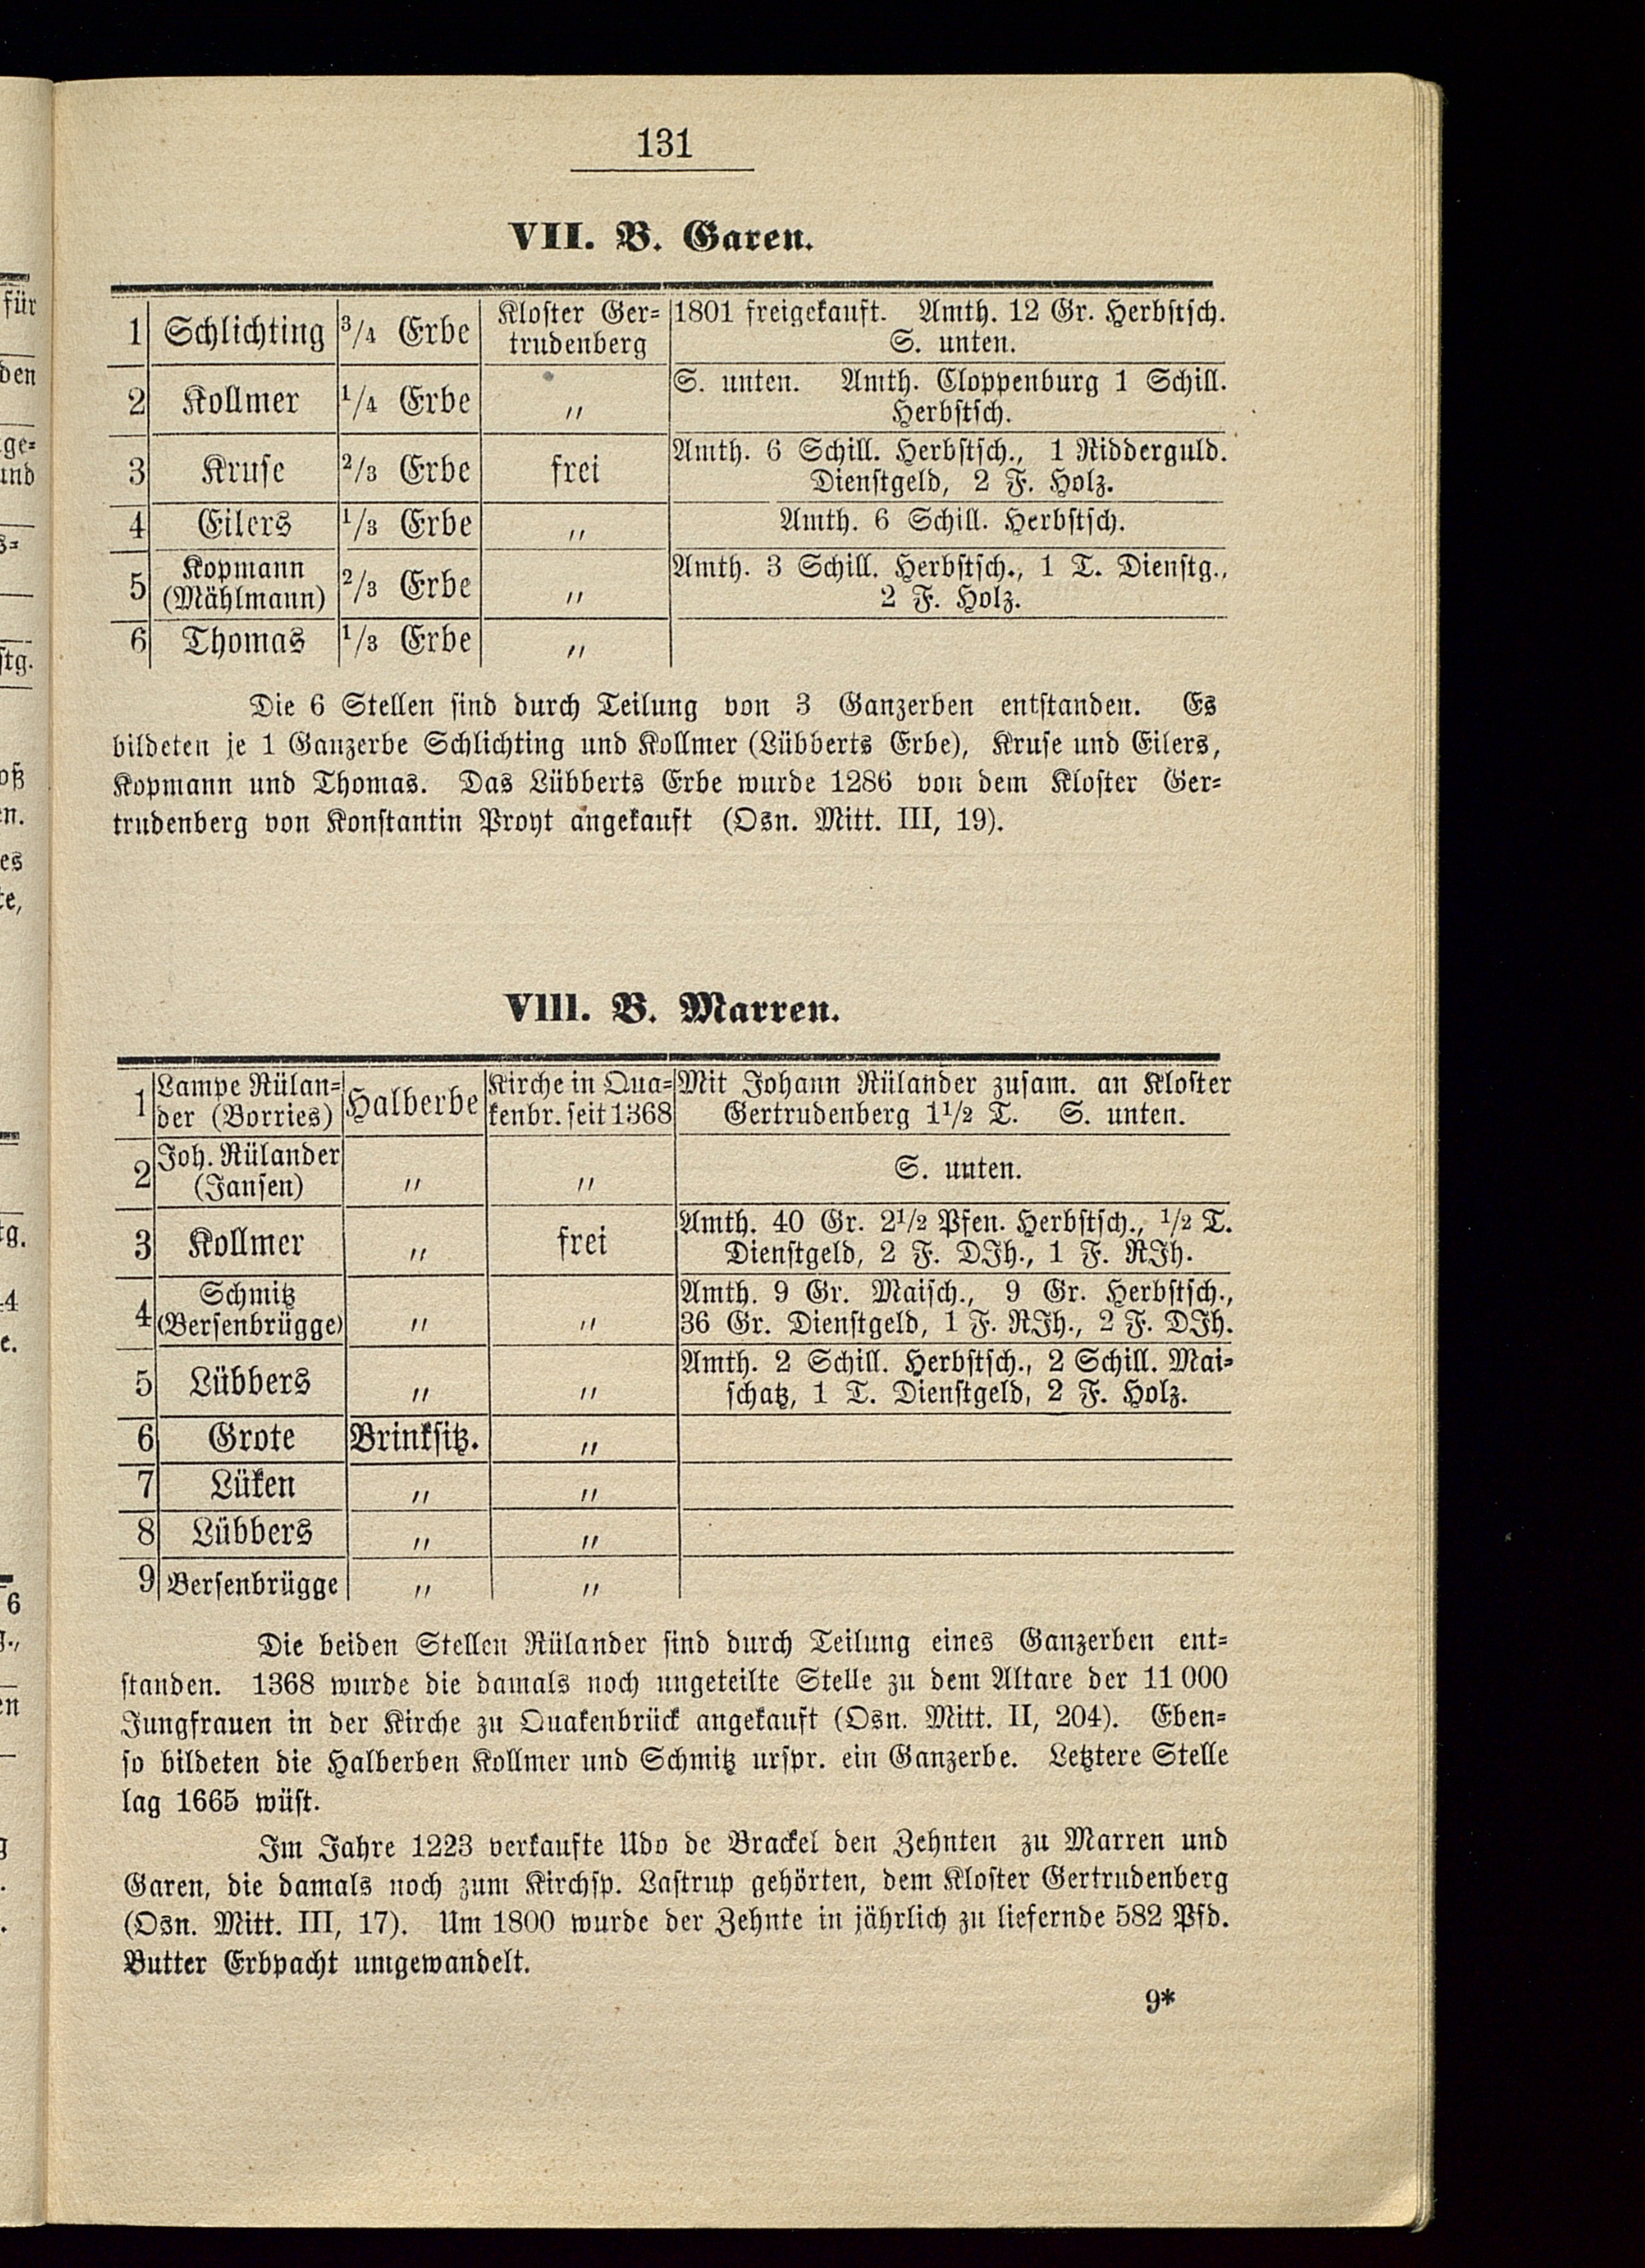 131
VII. B. Garen.
1 Schlichting 3/4 Erbe Kloster Ger- 1801 freigekauft. Amth. 12 Gr. Herbstsch.
trudenberg S. unten.
2 Kollmer 1/4 Erbe " S. unten. Amth. Cloppenburg 1 Schill.
Herbstsch.
3 Kruse 2/3 Erbe frei Amth. 6 Schill. Herbstsch., 1 Ridderguld.
Dienstgeld, 2 F. Holz.
4 Eilers 1/3 Erbe " Amth. 6 Schill. Herbstsch.
5 Kopmann 2/3 Erbe " Amth. 3 Schill. Herbstsch., 1 T. Dienstg.,
(Mählmann) 2 F. Holz.
6 Thomas 1/3 Erbe "
Die 6 Stellen sind durch Teilung von 3 Ganzerben entstanden. Es
bildeten je 1 Ganzerbe Schlichting und Kollmer (Lübberts Erbe), Kruse und Eilers,
Kopmann und Thomas. Das Lübberts Erbe wurde 1286 von dem Kloster Ger-
trudenberg von Konstantin Proyt angekauft (Osn. Mitt. III, 19).
VIII. B. Marren.
1 Lampe Rülan- Halberbe Kirche in Qua- Mit Johann Rülander zusam. an Kloster
der (Borries) kenbr. seit 1368 Gertrudenberg 1 1/2 T. S. unten.
2 Joh. Rülander " " S. unten.
(Jansen)
3 Kollmer " frei Amth. 40 Gr. 2 1/2 Pfen. Herbstsch., 1/2 T.
Dienstgeld, 2 F. DJh., 1 F. RJh.
4 Schmitz " " Amth. 9 Gr. Maisch., 9 Gr. Herbstsch.,
(Bersenbrügge) 36 Gr. Dienstgeld, 1 F. RJh., 2 F. DJh.
5 Lübbers " " Amth. 2 Schill. Herbstsch., 2 Schill. Mai-
schatz, 1 T. Dienstgeld, 2 F. Holz.
6 Grote Brinksitz. "
7 Lüken " "
8 Lübbers " "
9 Bersenbrügge " "
Die beiden Stellen Rülander sind durch Teilung eines Ganzerben ent-
standen. 1368 wurde die damals noch ungeteilte Stelle zu dem Altare der 11 000
Jungfrauen in der Kirche zu Quakenbrück angekauft (Osn. Mitt. II, 204). Eben-
so bildeten die Halberben Kollmer und Schmitz urspr. ein Ganzerbe. Letztere Stelle
lag 1665 wüst.
Im Jahre 1223 verkaufte Udo de Brackel den Zehnten zu Marren und
Garen, die damals noch zum Kirchsp. Lastrup gehörten, dem Kloster Gertrudenberg
(Osn. Mitt. III, 17). Um 1800 wurde der Zehnte in jährlich zu liefernde 582 Pfd.
Butter Erbpacht umgewandelt.
9*